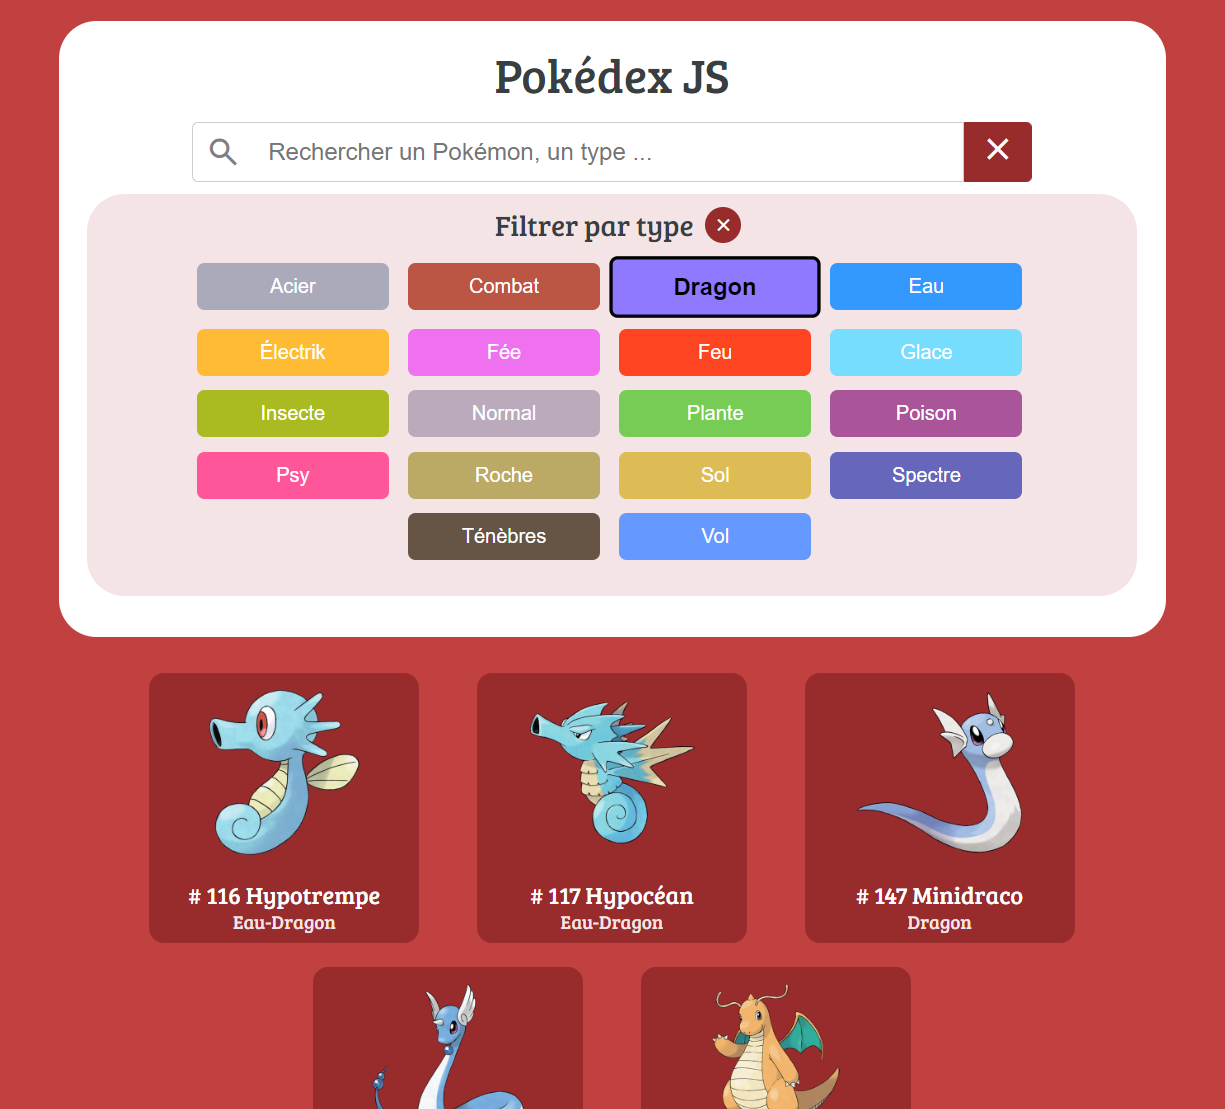 Pokédex JS
Rechercher un Pokémon, un type ...
Filtrer par type
Acier
Combat
Dragon
Eau
Électrik
Fée
Feu
Glace
Insecte
Normal
Plante
Poison
Psy
Roche
Sol
Spectre
Ténèbres
Vol
# 116 Hypotrempe
Eau-Dragon
# 117 Hypocéan
Eau-Dragon
# 147 Minidraco
Dragon